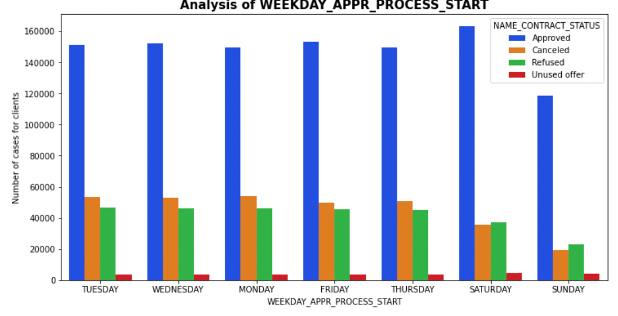 Analysis of WEEKDAY_APPR_PROCESS_START
NAME_CONTRACT_STATUS
Approved
Canceled
Refused
Unused offer
Number of cases for clients
160000
140000
120000
100000
80000
60000
40000
20000
0
TUESDAY WEDNESDAY MONDAY FRIDAY THURSDAY SATURDAY SUNDAY
WEEKDAY_APPR_PROCESS_START